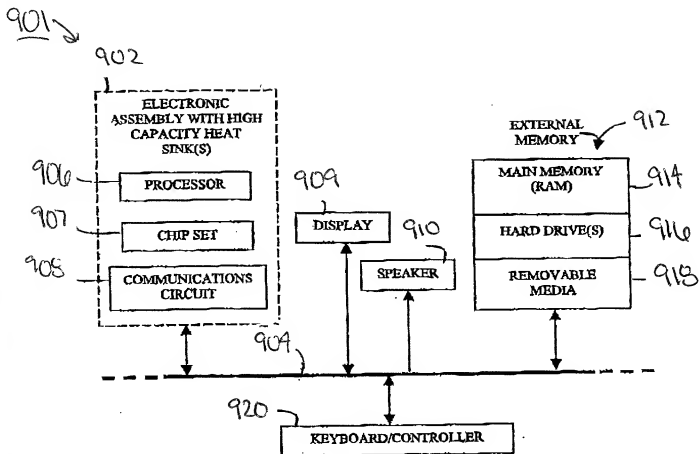 901
902
ELECTRONIC
ASSEMBLY WITH HIGH
CAPACITY HEAT
SINK(S)
906
PROCESSOR
907
CHIP SET
908
COMMUNICATIONS
CIRCUIT
909
DISPLAY
910
SPEAKER
EXTERNAL
MEMORY
912
MAIN MEMORY
(RAM)
914
HARD DRIVE(S)
916
REMOVABLE
MEDIA
918
904
920
KEYBOARD/CONTROLLER